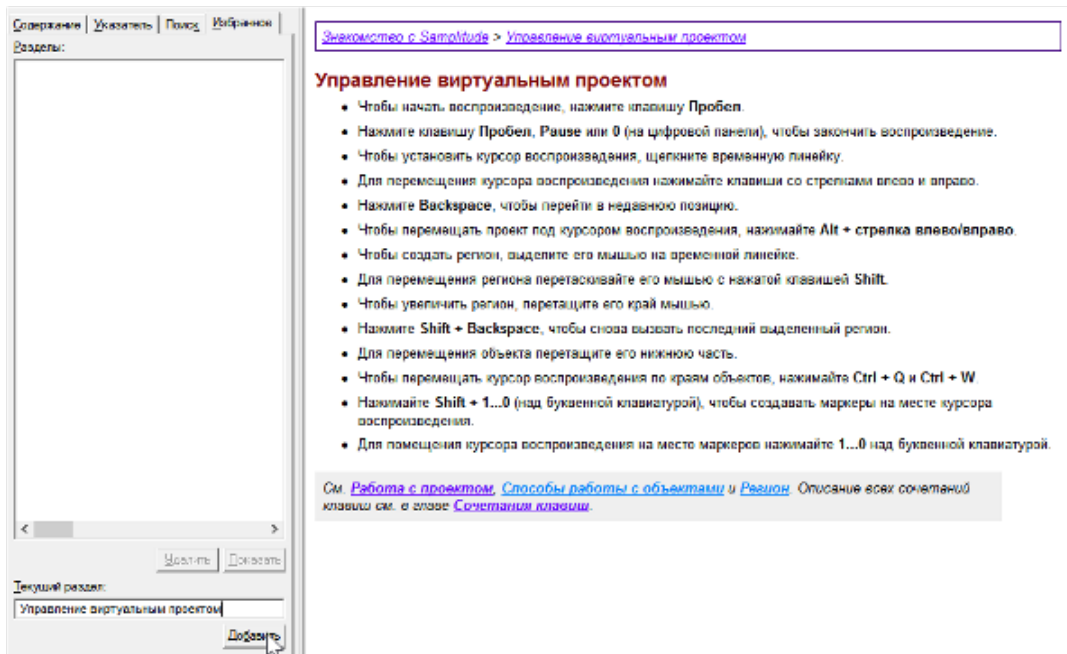 Содержание Указатель Поиск Избранное
Разделы:
Удалить Показать
Текущий раздел:
Управление виртуальным проектом
Добавить
Знакомство с Samplitude > Управление виртуальным проектом
Управление виртуальным проектом
• Чтобы начать воспроизведение, нажмите клавишу Пробел.
• Нажмите клавишу Пробел, Pause или 0 (на цифровой панели), чтобы закончить воспроизведение.
• Чтобы установить курсор воспроизведения, щелкните временную линейку.
• Для перемещения курсора воспроизведения нажимайте клавиши со стрелками влево и вправо.
• Нажмите Backspace, чтобы перейти в недавнюю позицию.
• Чтобы перемещать проект под курсором воспроизведения, нажимайте Alt + стрелка влево/вправо.
• Чтобы создать регион, выделите его мышью на временной линейке.
• Для перемещения региона перетаскивайте его мышью с нажатой клавишей Shift.
• Чтобы увеличить регион, перетащите его край мышью.
• Нажмите Shift + Backspace, чтобы снова вызвать последний выделенный регион.
• Для перемещения объекта перетащите его нижнюю часть.
• Чтобы перемещать курсор воспроизведения по краям объектов, нажимайте Ctrl + Q и Ctrl + W.
• Нажимайте Shift + 1...0 (над буквенной клавиатурой), чтобы создавать маркеры на месте курсора
воспроизведения.
• Для помещения курсора воспроизведения на место маркеров нажимайте 1...0 над буквенной клавиатурой.
См. Работа с проектом, Способы работы с объектами и Регион. Описание всех сочетаний
клавиш см. в главе Сочетания клавиш.